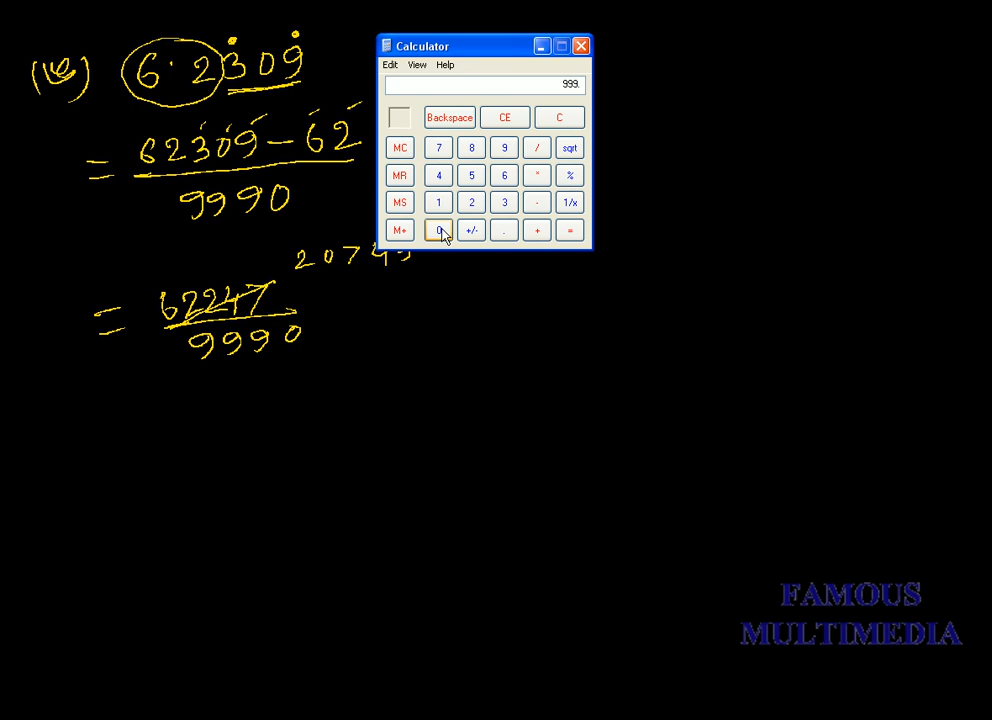 6.2309
= 62309 - 62
9990
20749
= 62247
9990
Calculator
Edit View Help
999.
Backspace CE C
MC 7 8 9 / sqrt
MR 4 5 6 * %
MS 1 2 3 - 1/x
M+ 0 +/- . + =
FAMOUS
MULTIMEDIA